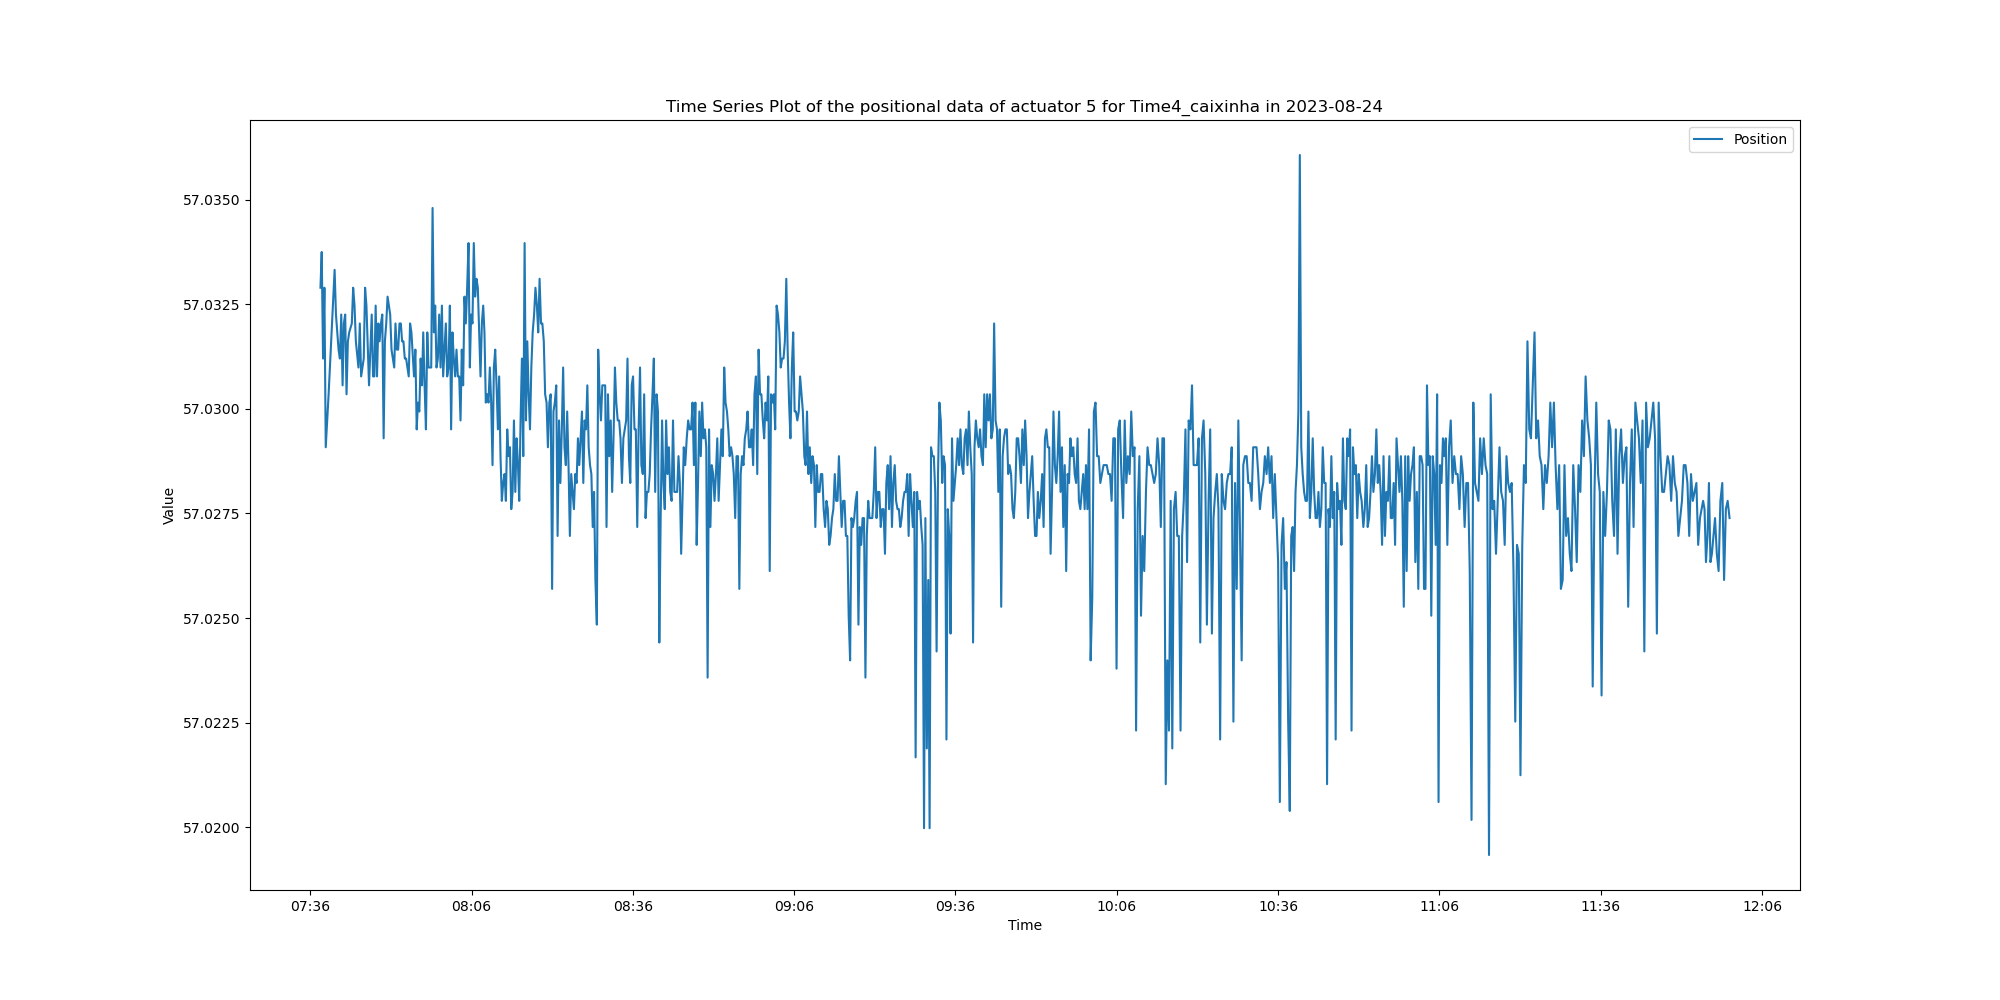 Time Series Plot of the positional data of actuator 5 for Time4_caixinha in 2023-08-24
Position
57.0350
57.0325
57.0300
57.0275
57.0250
57.0225
57.0200
Value
07:36 08:06 08:36 09:06 09:36 10:06 10:36 11:06 11:36 12:06
Time